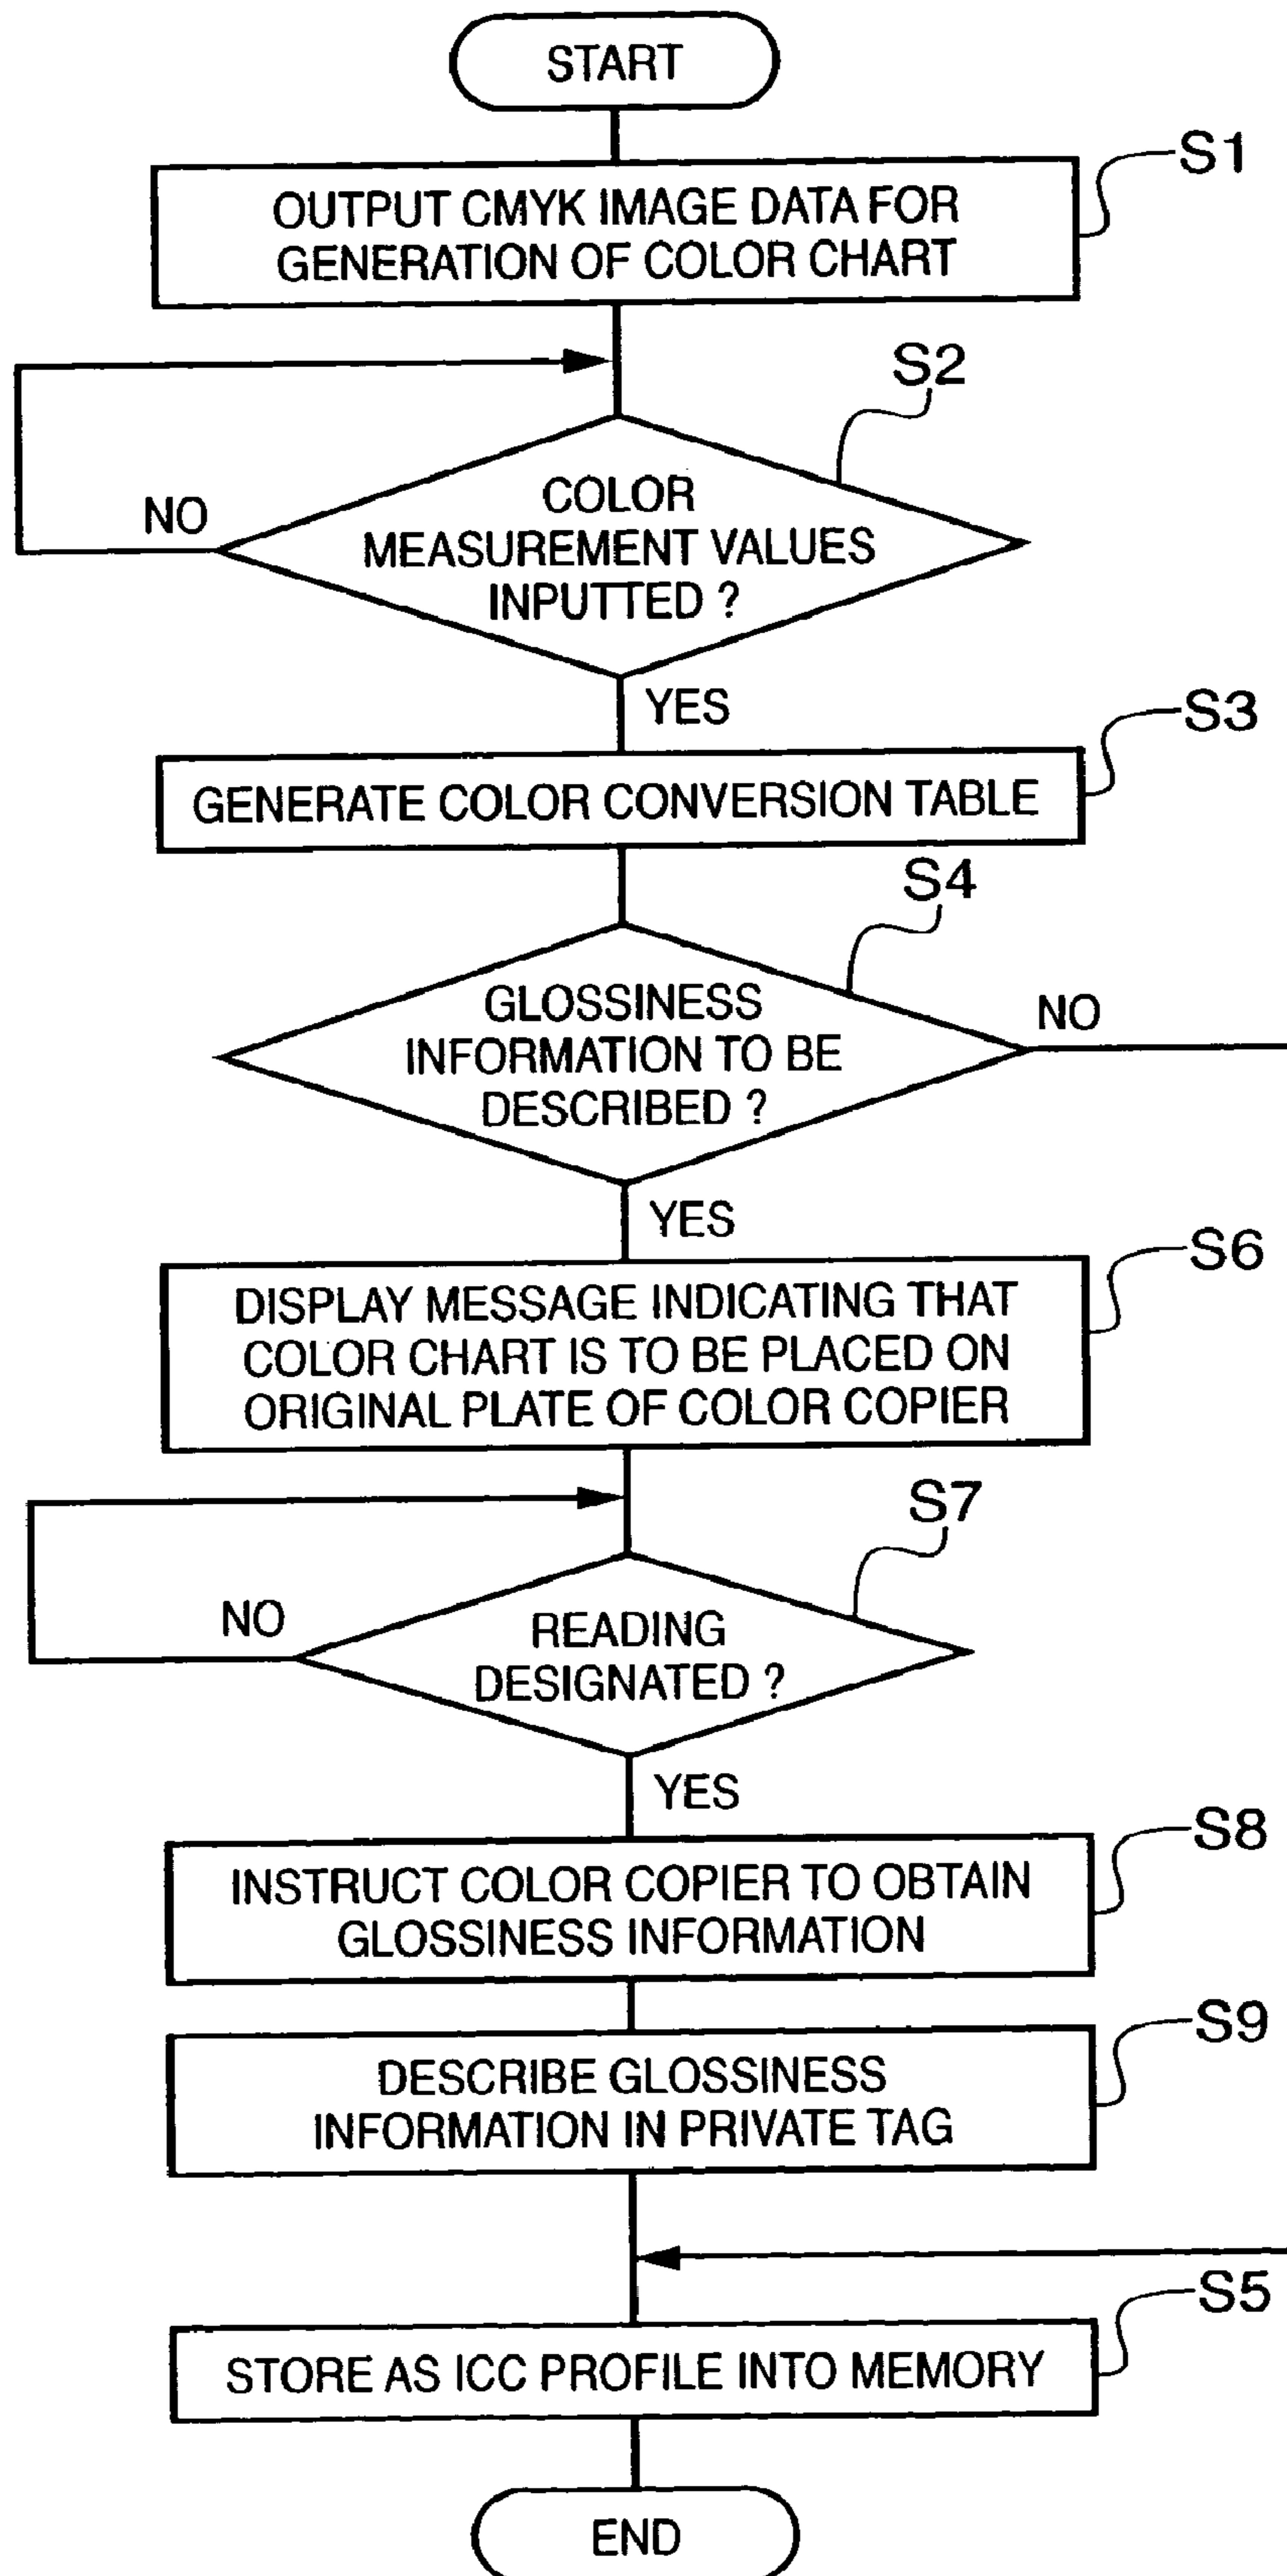 START
S1
OUTPUT CMYK IMAGE DATA FOR
GENERATION OF COLOR CHART
S2
COLOR
MEASUREMENT VALUES
INPUTTED ?
NO
YES
S3
GENERATE COLOR CONVERSION TABLE
S4
GLOSSINESS
INFORMATION TO BE
DESCRIBED ?
NO
YES
S6
DISPLAY MESSAGE INDICATING THAT
COLOR CHART IS TO BE PLACED ON
ORIGINAL PLATE OF COLOR COPIER
S7
READING
DESIGNATED ?
NO
YES
S8
INSTRUCT COLOR COPIER TO OBTAIN
GLOSSINESS INFORMATION
S9
DESCRIBE GLOSSINESS
INFORMATION IN PRIVATE TAG
S5
STORE AS ICC PROFILE INTO MEMORY
END